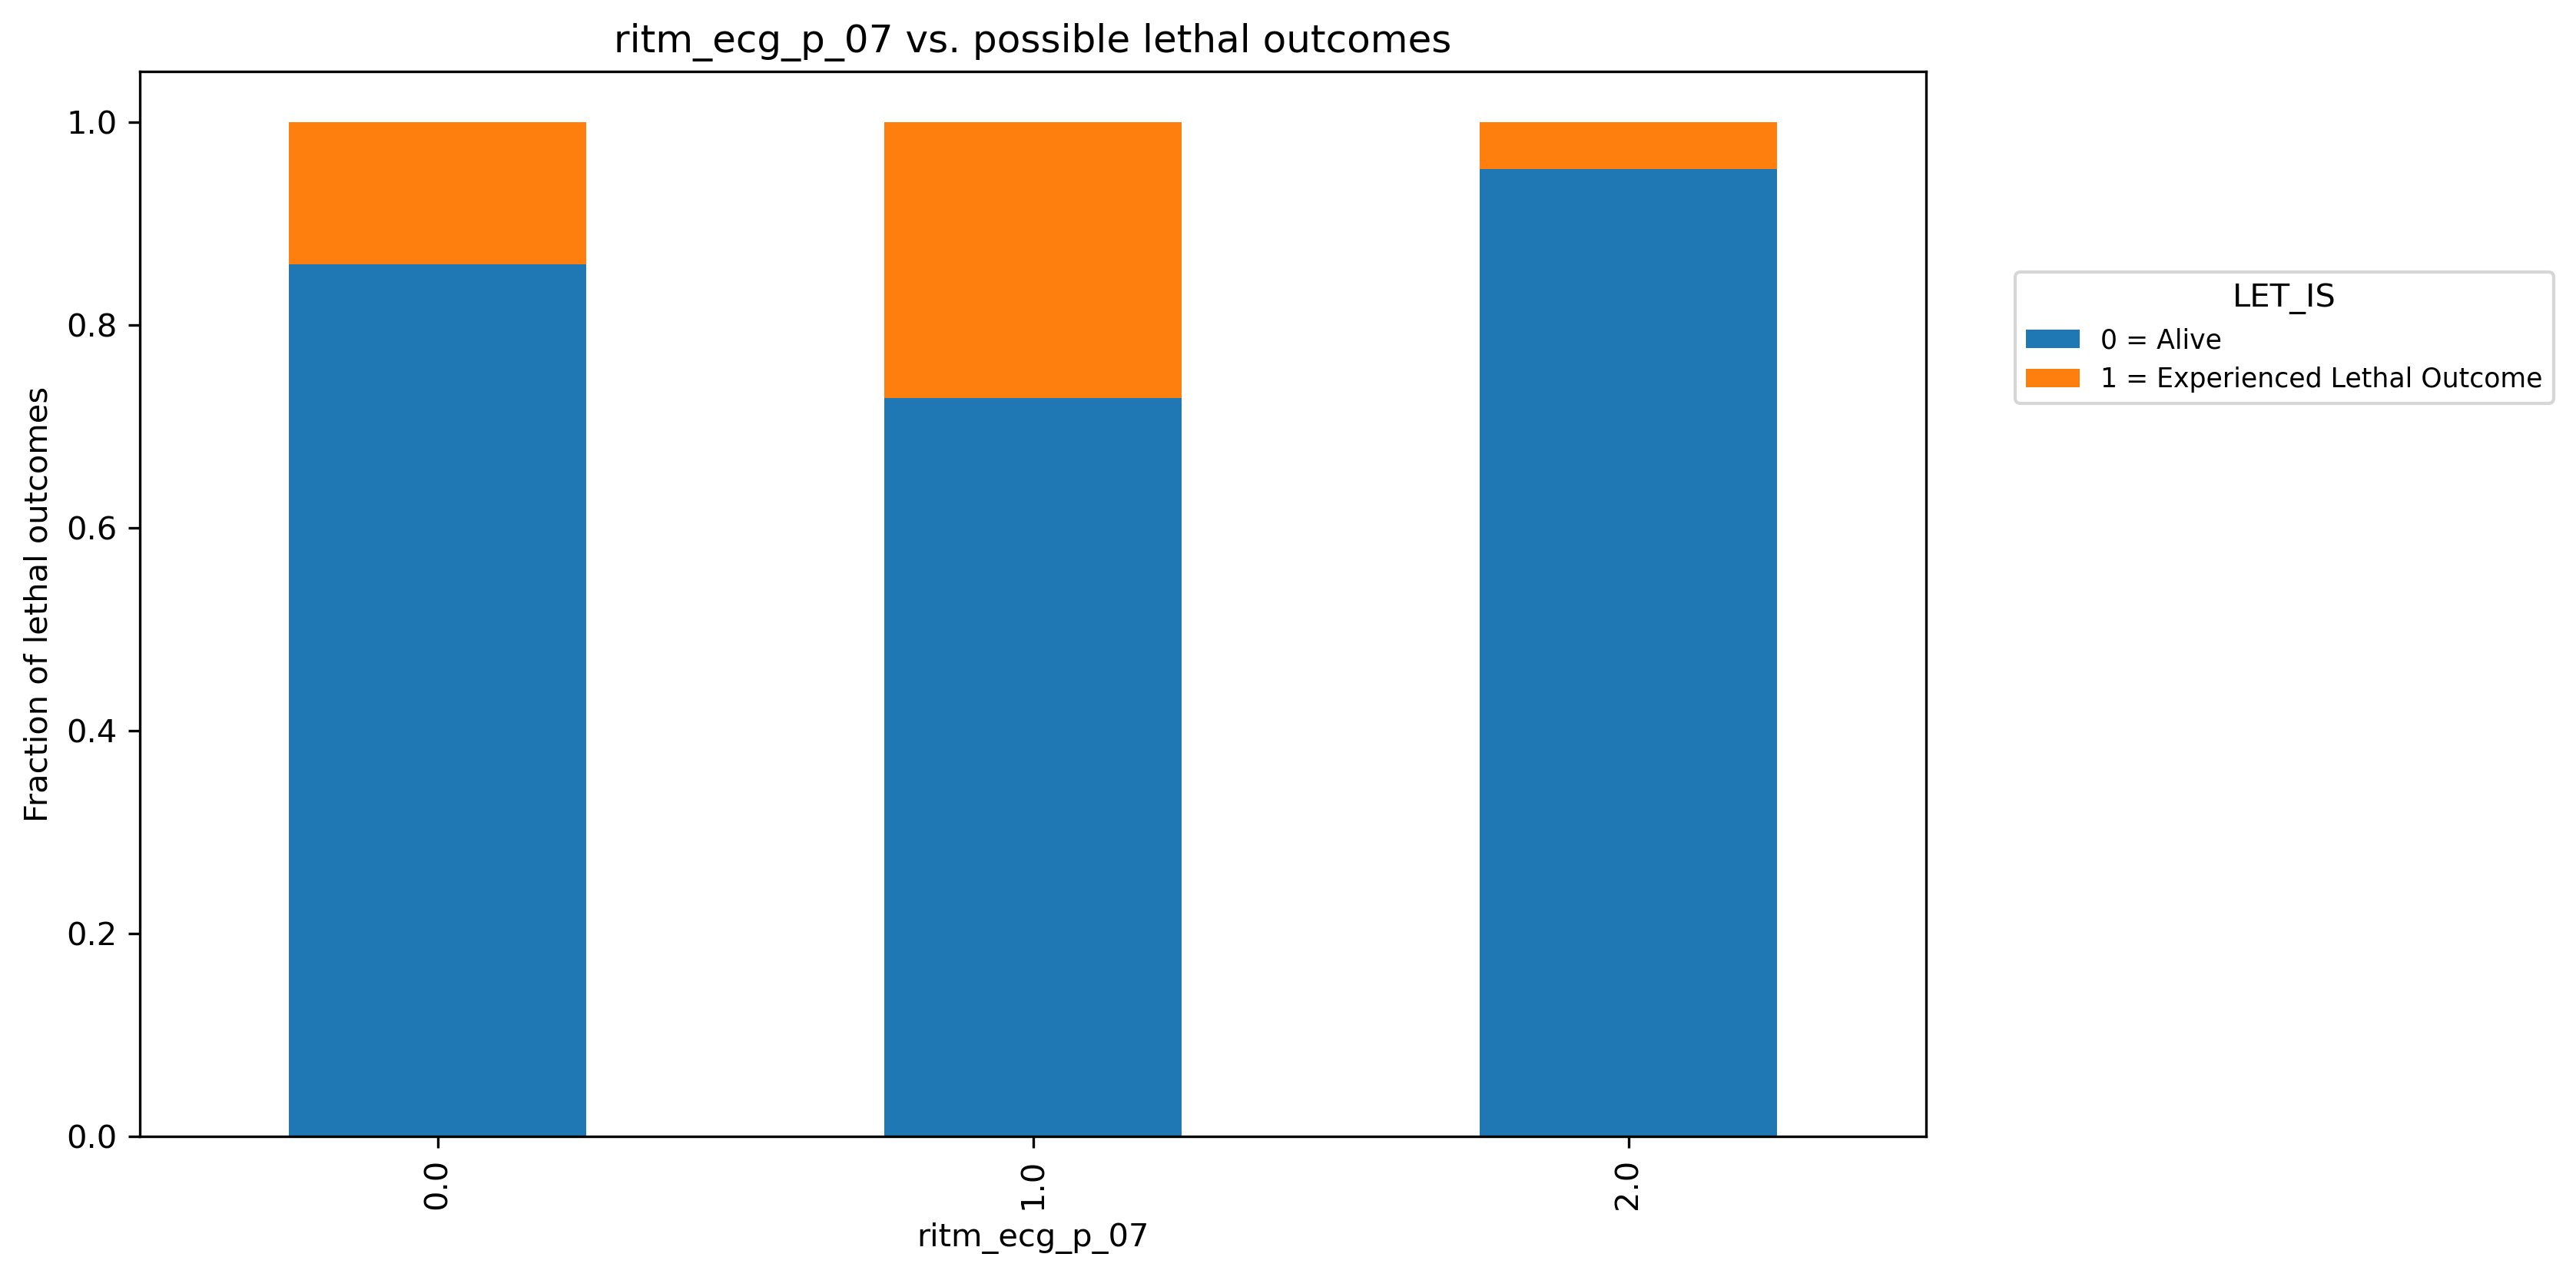 ritm_ecg_p_07 vs. possible lethal outcomes
Fraction of lethal outcomes
1.0
0.8
0.6
0.4
0.2
0.0
0.0
1.0
2.0
ritm_ecg_p_07
LET_IS
0 = Alive
1 = Experienced Lethal Outcome